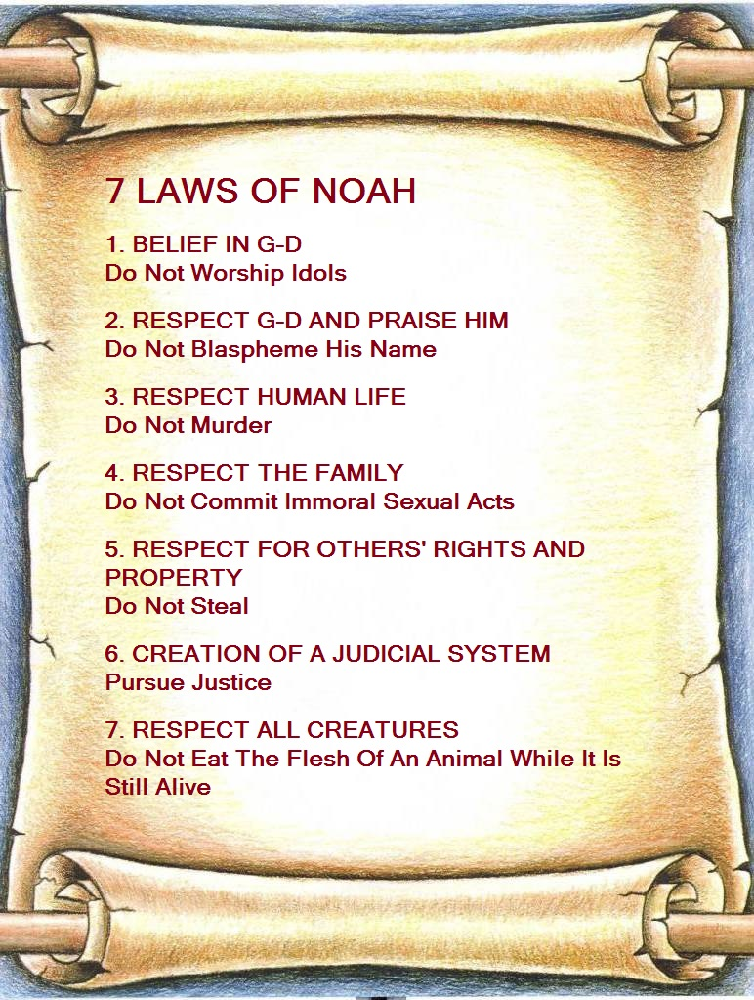 7 LAWS OF NOAH
1. BELIEF IN G-D
Do Not Worship Idols
2. RESPECT G-D AND PRAISE HIM
Do Not Blaspheme His Name
3. RESPECT HUMAN LIFE
Do Not Murder
4. RESPECT THE FAMILY
Do Not Commit Immoral Sexual Acts
5. RESPECT FOR OTHERS' RIGHTS AND
PROPERTY
Do Not Steal
6. CREATION OF A JUDICIAL SYSTEM
Pursue Justice
7. RESPECT ALL CREATURES
Do Not Eat The Flesh Of An Animal While It Is
Still Alive